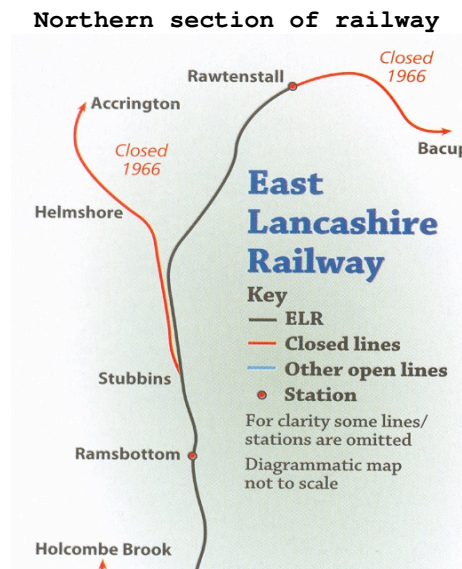 Northern section of railway
Closed
1966
Rawtenstall
Accrington
Closed
1966
Bacup
East
Lancashire
Railway
Helmshore
Key
ELR
Closed lines
Other open lines
Station
For clarity some lines/
stations are omitted
Diagrammatic map
not to scale
Stubbins
Ramsbottom
Holcombe Brook